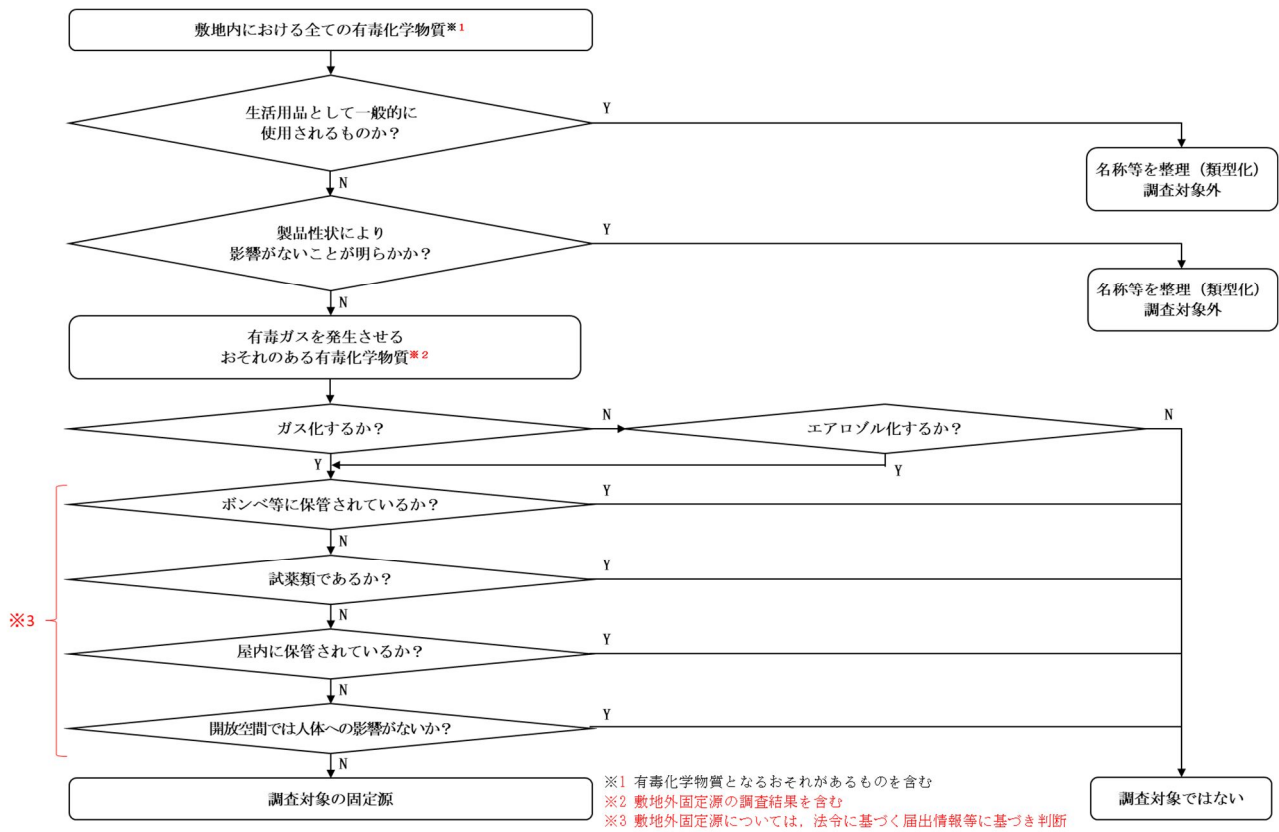 敷地内における全ての有毒化学物質※1
生活用品として一般的に
使用されるものか？
Y
名称等を整理（類型化）
調査対象外
N
製品性状により
影響がないことが明らかか？
Y
名称等を整理（類型化）
調査対象外
N
有毒ガスを発生させる
おそれのある有毒化学物質※2
ガス化するか？
N
エアロゾル化するか？
N
Y
Y
ボンベ等に保管されているか？
Y
N
試薬類であるか？
Y
※3
N
屋内に保管されているか？
Y
N
開放空間では人体への影響がないか？
Y
N
調査対象の固定源
調査対象ではない
※1 有毒化学物質となるおそれがあるものを含む
※2 敷地外固定源の調査結果を含む
※3 敷地外固定源については，法令に基づく届出情報等に基づき判断